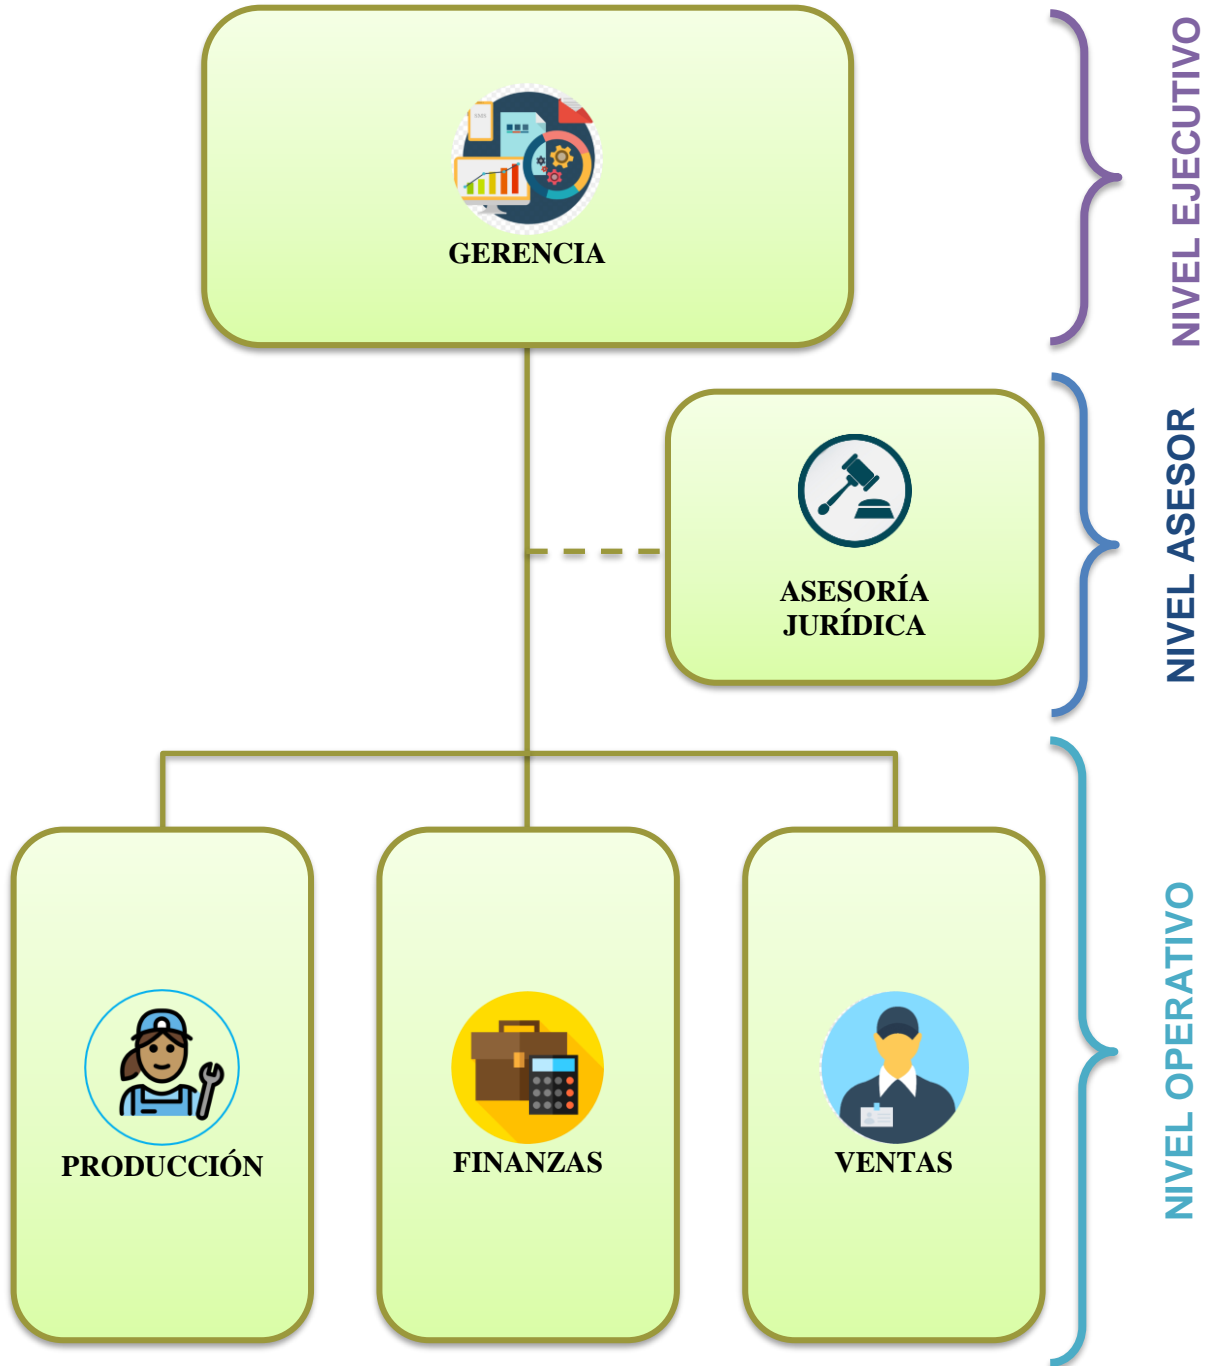 GERENCIA
NIVEL EJECUTIVO
ASESORÍA
JURÍDICA
NIVEL ASESOR
PRODUCCIÓN
FINANZAS
VENTAS
NIVEL OPERATIVO